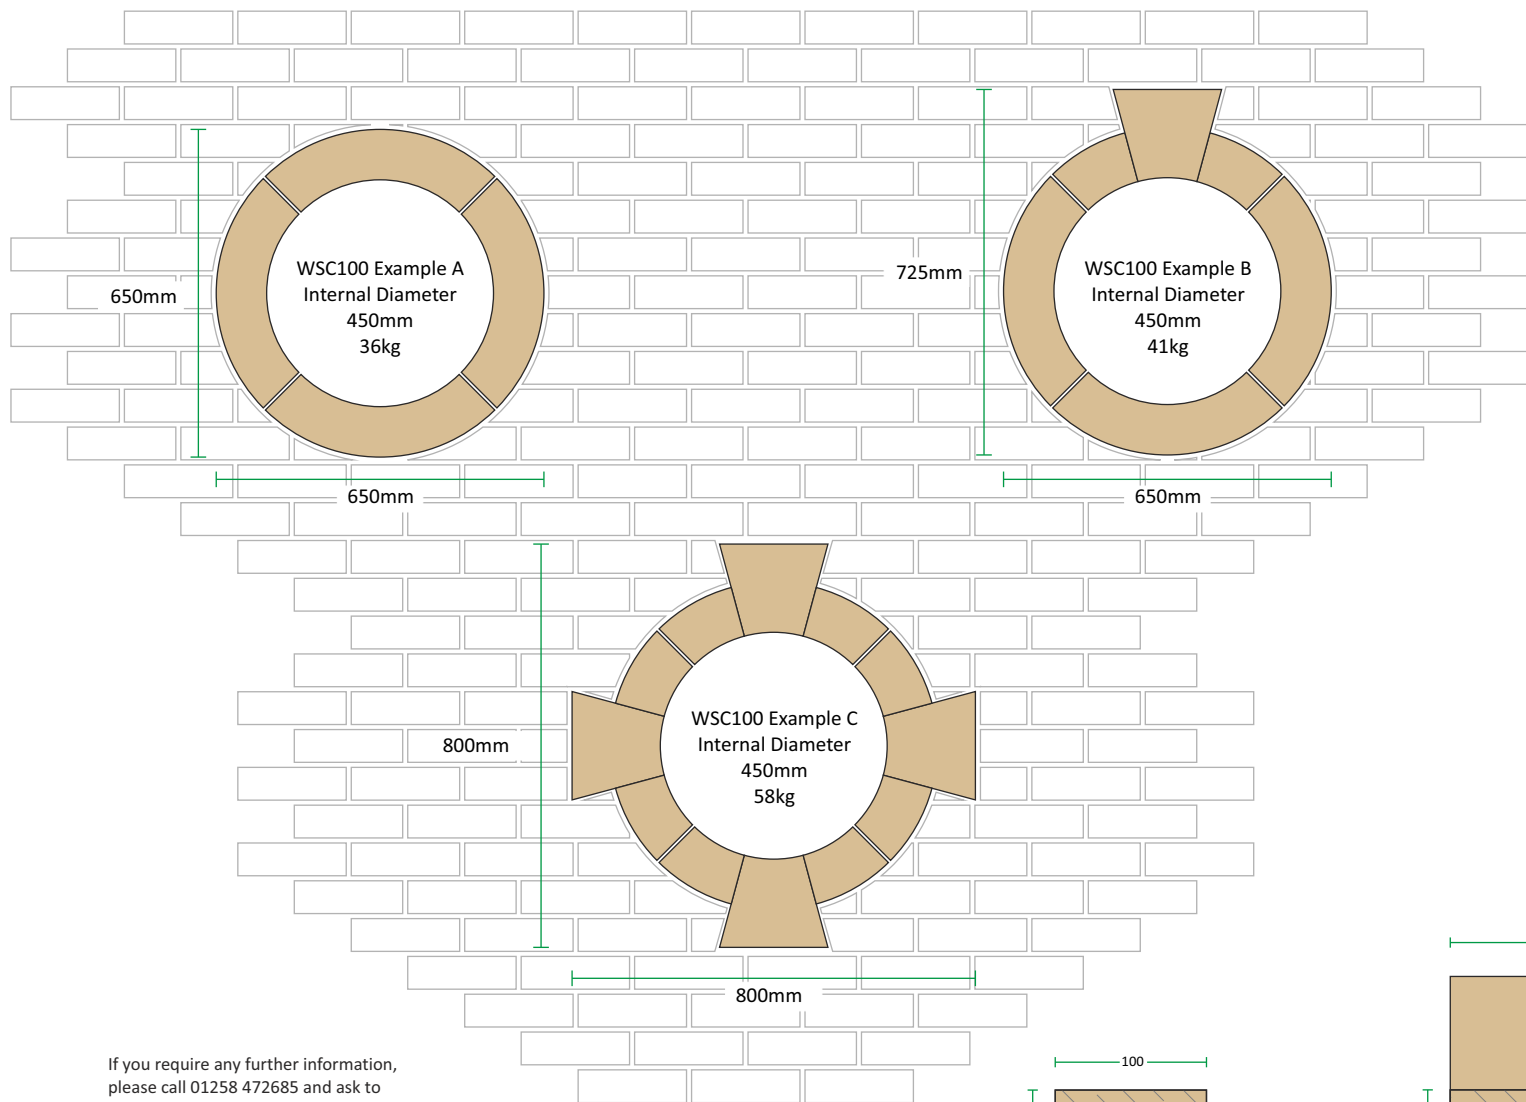 650mm
WSC100 Example A
Internal Diameter
450mm
36kg
650mm
725mm
WSC100 Example B
Internal Diameter
450mm
41kg
650mm
800mm
WSC100 Example C
Internal Diameter
450mm
58kg
800mm
If you require any further information,
please call 01258 472685 and ask to
100